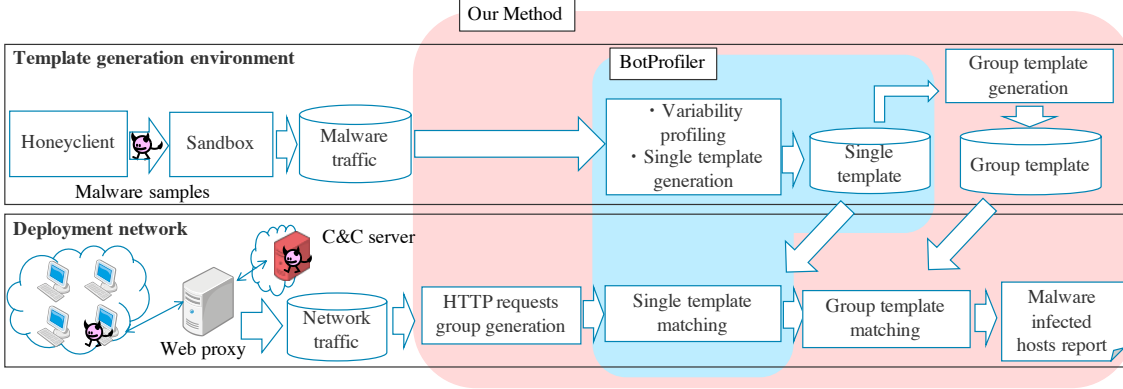 Our Method
Template generation environment
BotProfiler
Group template
generation
Honeyclient
Sandbox
Malware
traffic
・Variability
profiling
・Single template
generation
Single
template
Group template
Malware samples
Deployment network
C&C server
HTTP requests
group generation
Single template
matching
Group template
matching
Malware
infected
hosts report
Network
traffic
Web proxy